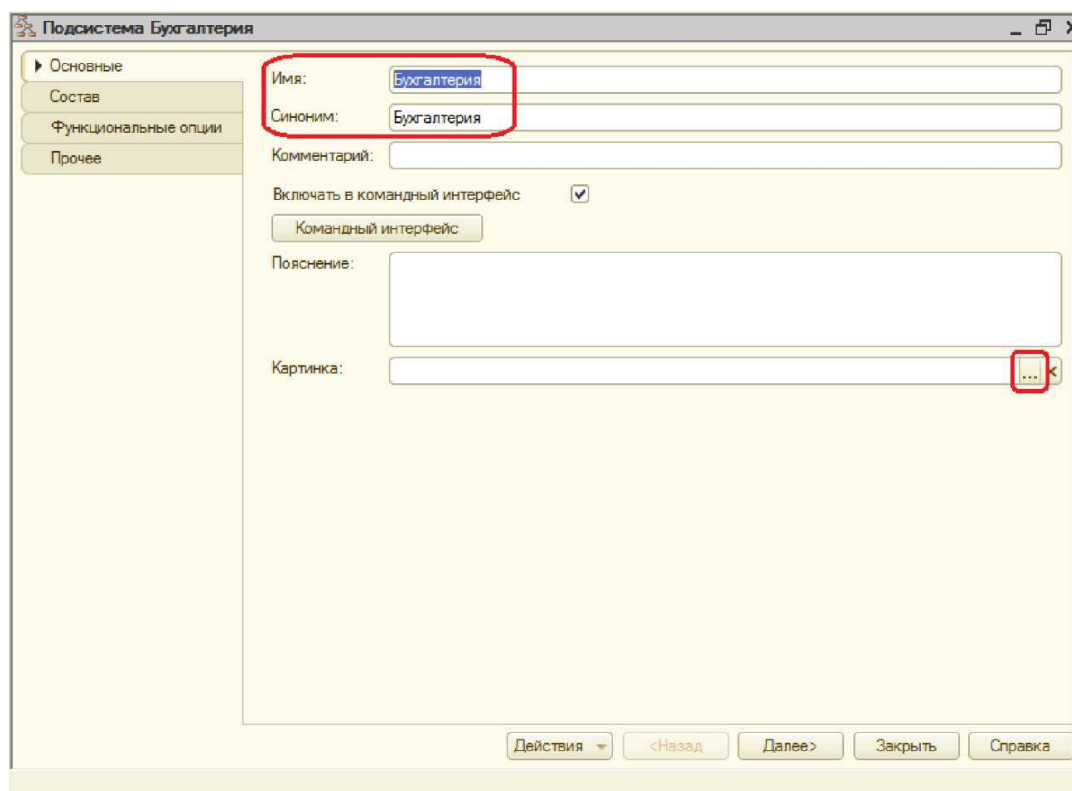 Подсистема Бухгалтерия
Основные
Состав
Функциональные опции
Прочее
Имя: Бухгалтерия
Синоним: Бухгалтерия
Комментарий:
Включать в командный интерфейс
Командный интерфейс
Пояснение:
Картинка: ...
Действия <Назад Далее> Закрыть Справка